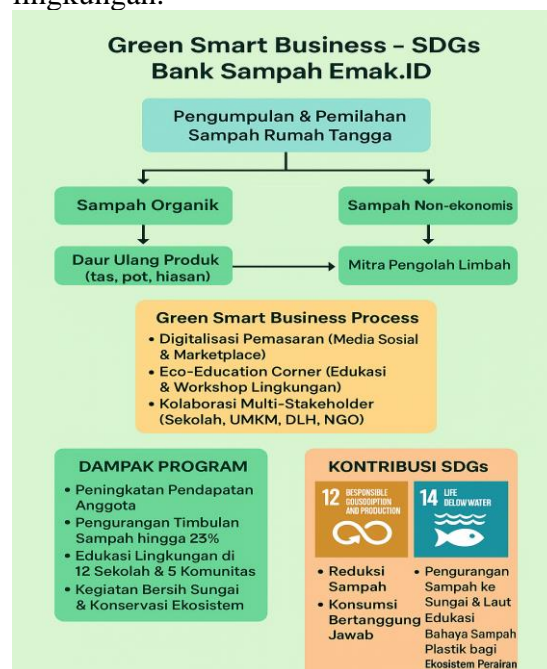 Green Smart Business – SDGs
Bank Sampah Emak.ID
Pengumpulan & Pemilahan
Sampah Rumah Tangga
Sampah Organik
Sampah Non-ekonomis
Daur Ulang Produk
(tas, pot, hiasan)
Mitra Pengolah Limbah
Green Smart Business Process
• Digitalisasi Pemasaran (Media Sosial
& Marketplace)
• Eco-Education Corner (Edukasi
& Workshop Lingkungan)
• Kolaborasi Multi-Stakeholder
(Sekolah, UMKM, DLH, NGO)
DAMPAK PROGRAM
• Peningkatan Pendapatan
Anggota
• Pengurangan Timbulan
Sampah hingga 23%
• Edukasi Lingkungan di
12 Sekolah & 5 Komunitas
• Kegiatan Bersih Sungai
& Konservasi Ekosistem
KONTRIBUSI SDGs
12 RESPONSIBLE
AND PRODUCTION
14 LIFE
BELOW WATER
• Reduksi
Sampah
• Konsumsi
Bertanggung
Jawab
• Pengurangan
Sampah ke
Sungai & Laut
Edukasi
Bahaya Sampah
Plastik bagi
Ekosistem Perairan